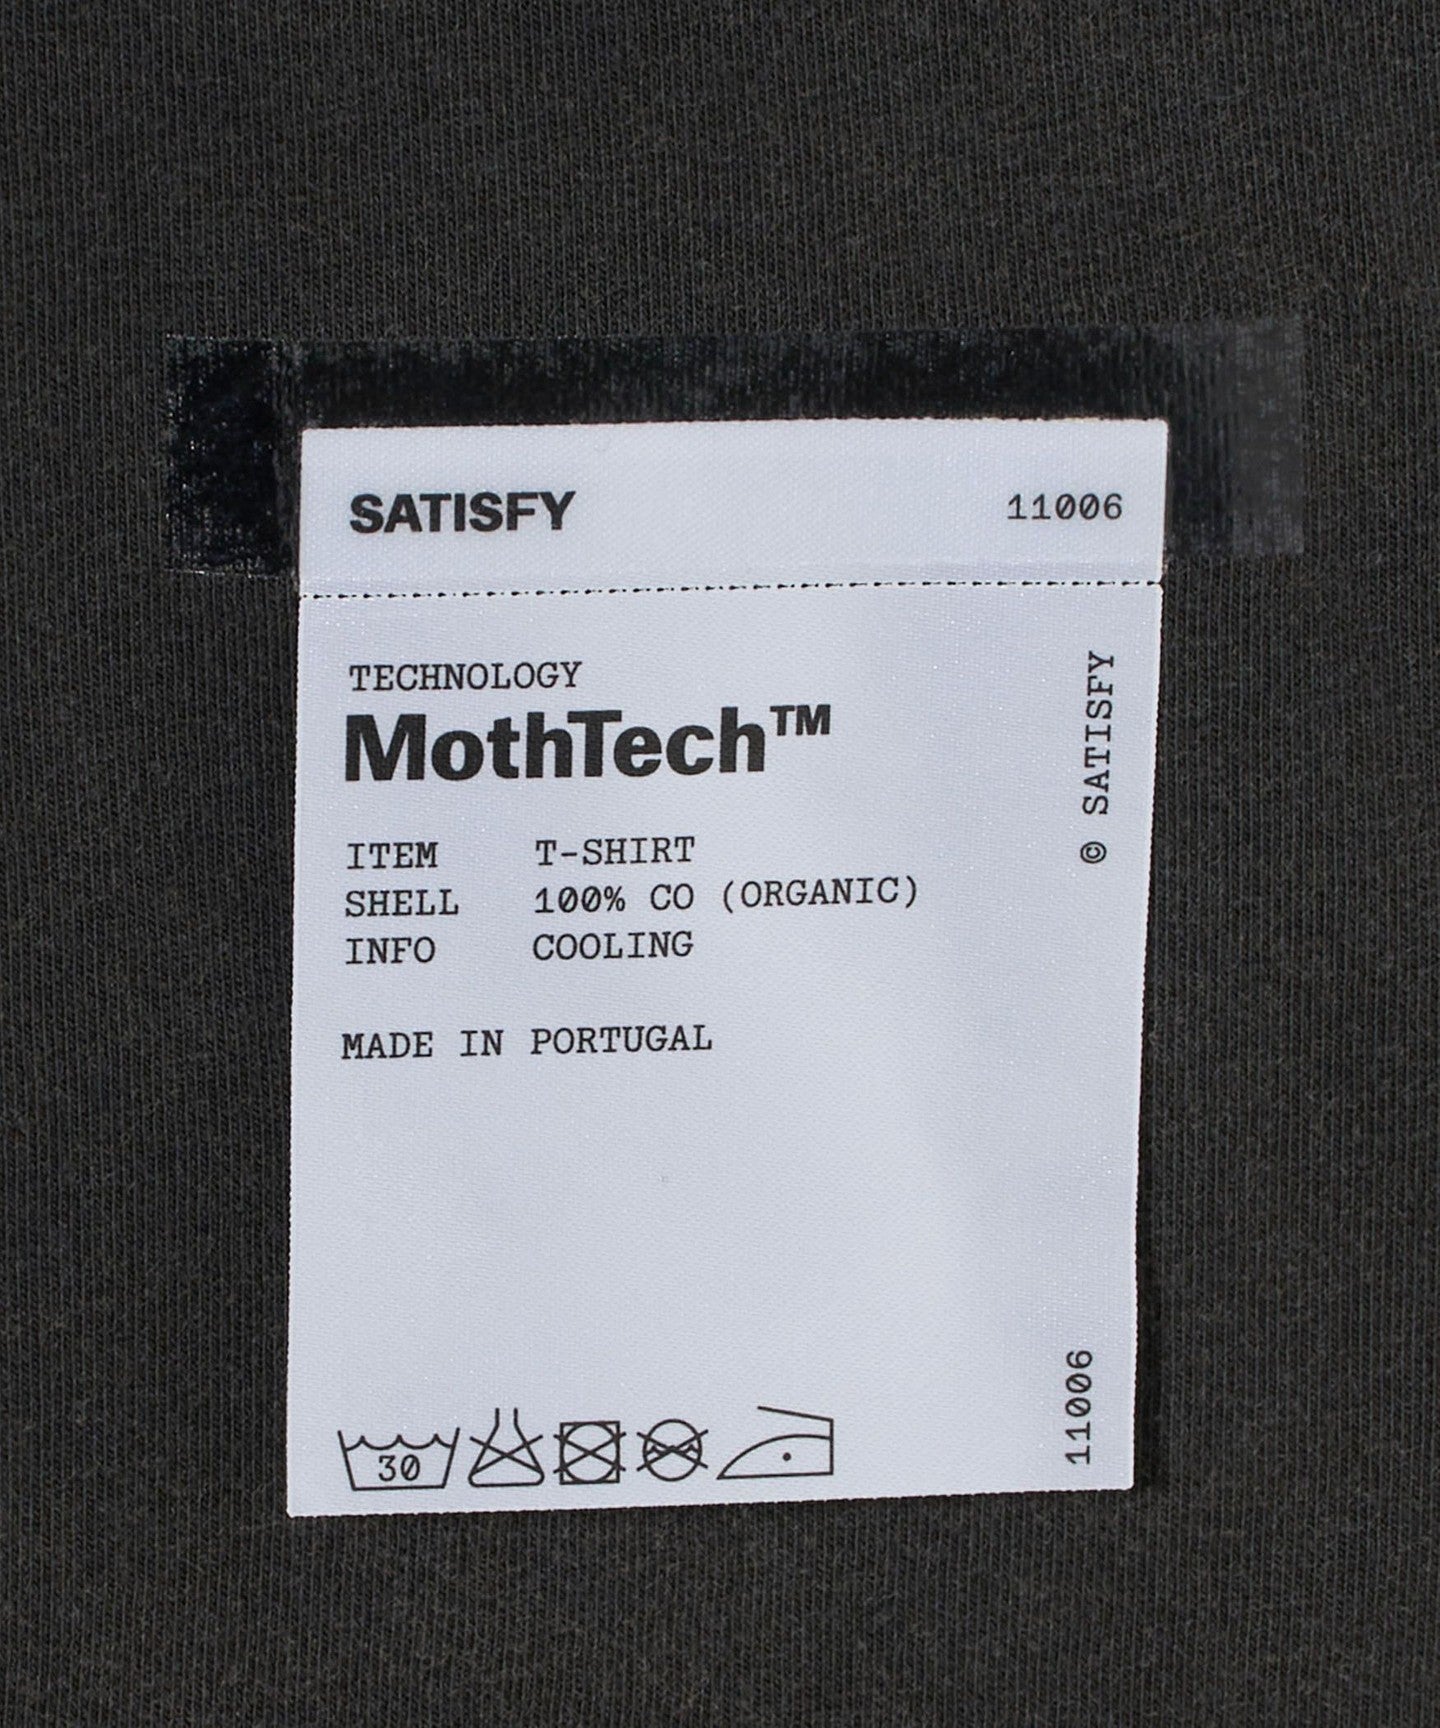 SATISFY 11006
TECHNOLOGY
MothTech™
ITEM T-SHIRT
SHELL 100% CO (ORGANIC)
INFO COOLING
MADE IN PORTUGAL
© SATISFY
11006
30